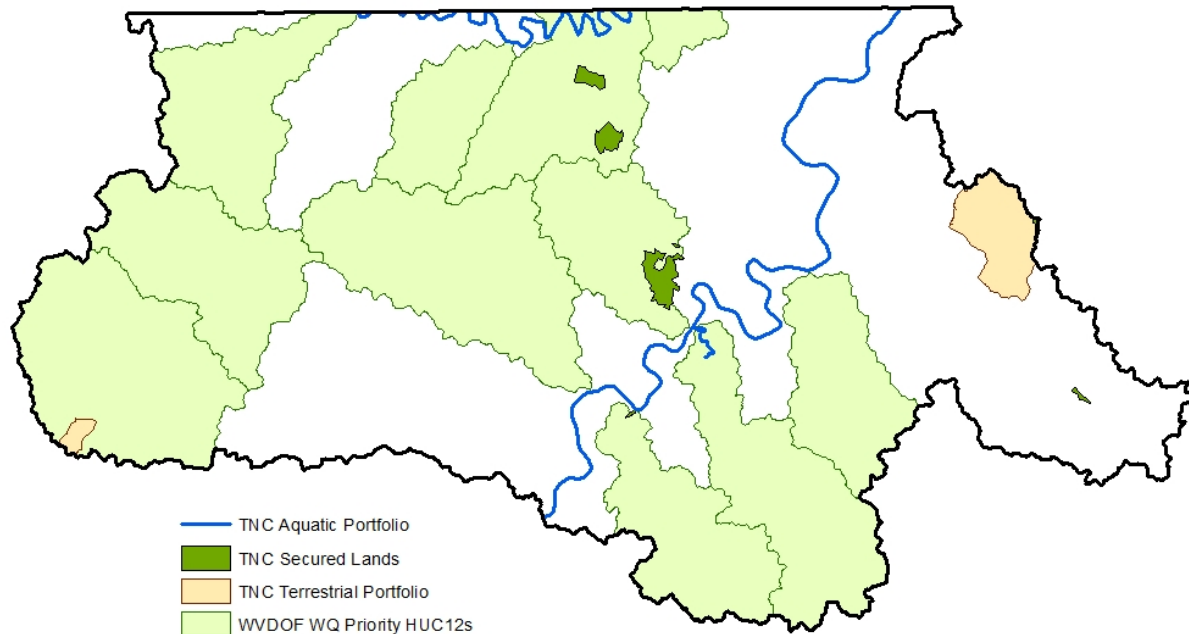 TNC Aquatic Portfolio
TNC Secured Lands
TNC Terrestrial Portfolio
WVDOF WQ Priority HUC12s